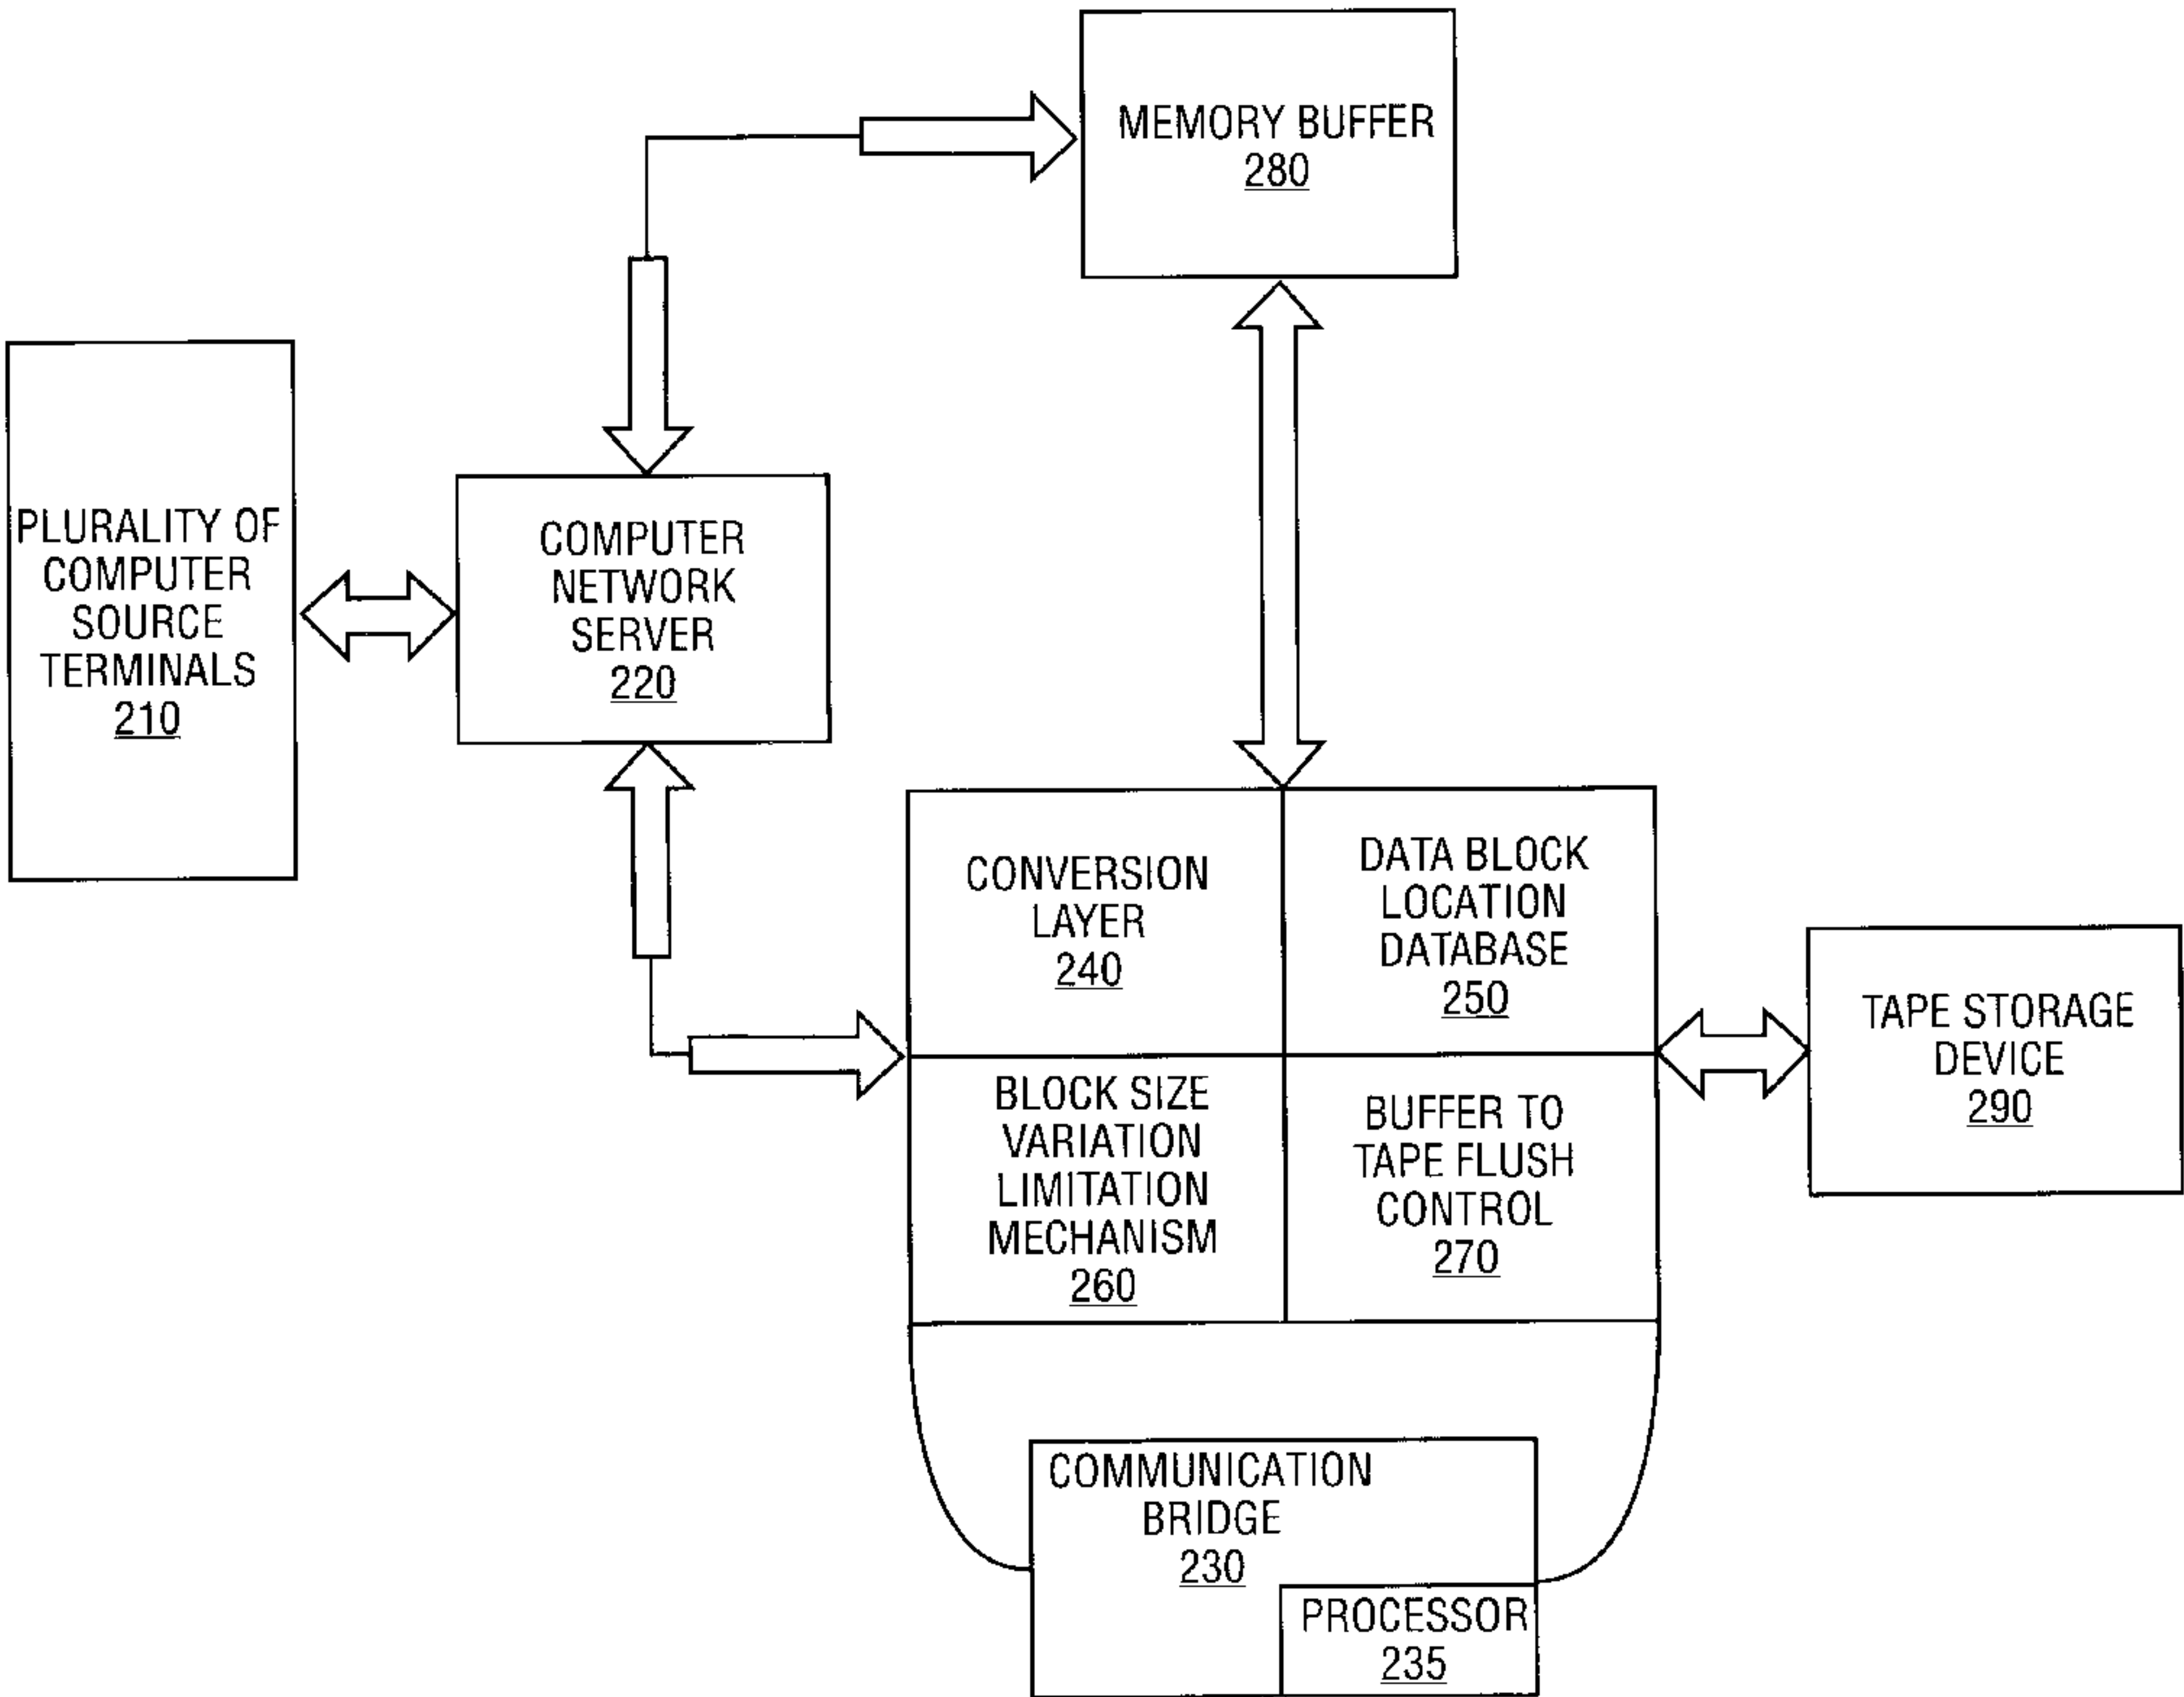 MEMORY BUFFER
280
PLURALITY OF
COMPUTER
SOURCE
TERMINALS
210
COMPUTER
NETWORK
SERVER
220
CONVERSION
LAYER
240
DATA BLOCK
LOCATION
DATABASE
250
TAPE STORAGE
DEVICE
290
BLOCK SIZE
VARIATION
LIMITATION
MECHANISM
260
BUFFER TO
TAPE FLUSH
CONTROL
270
COMMUNICATION
BRIDGE
230
PROCESSOR
235